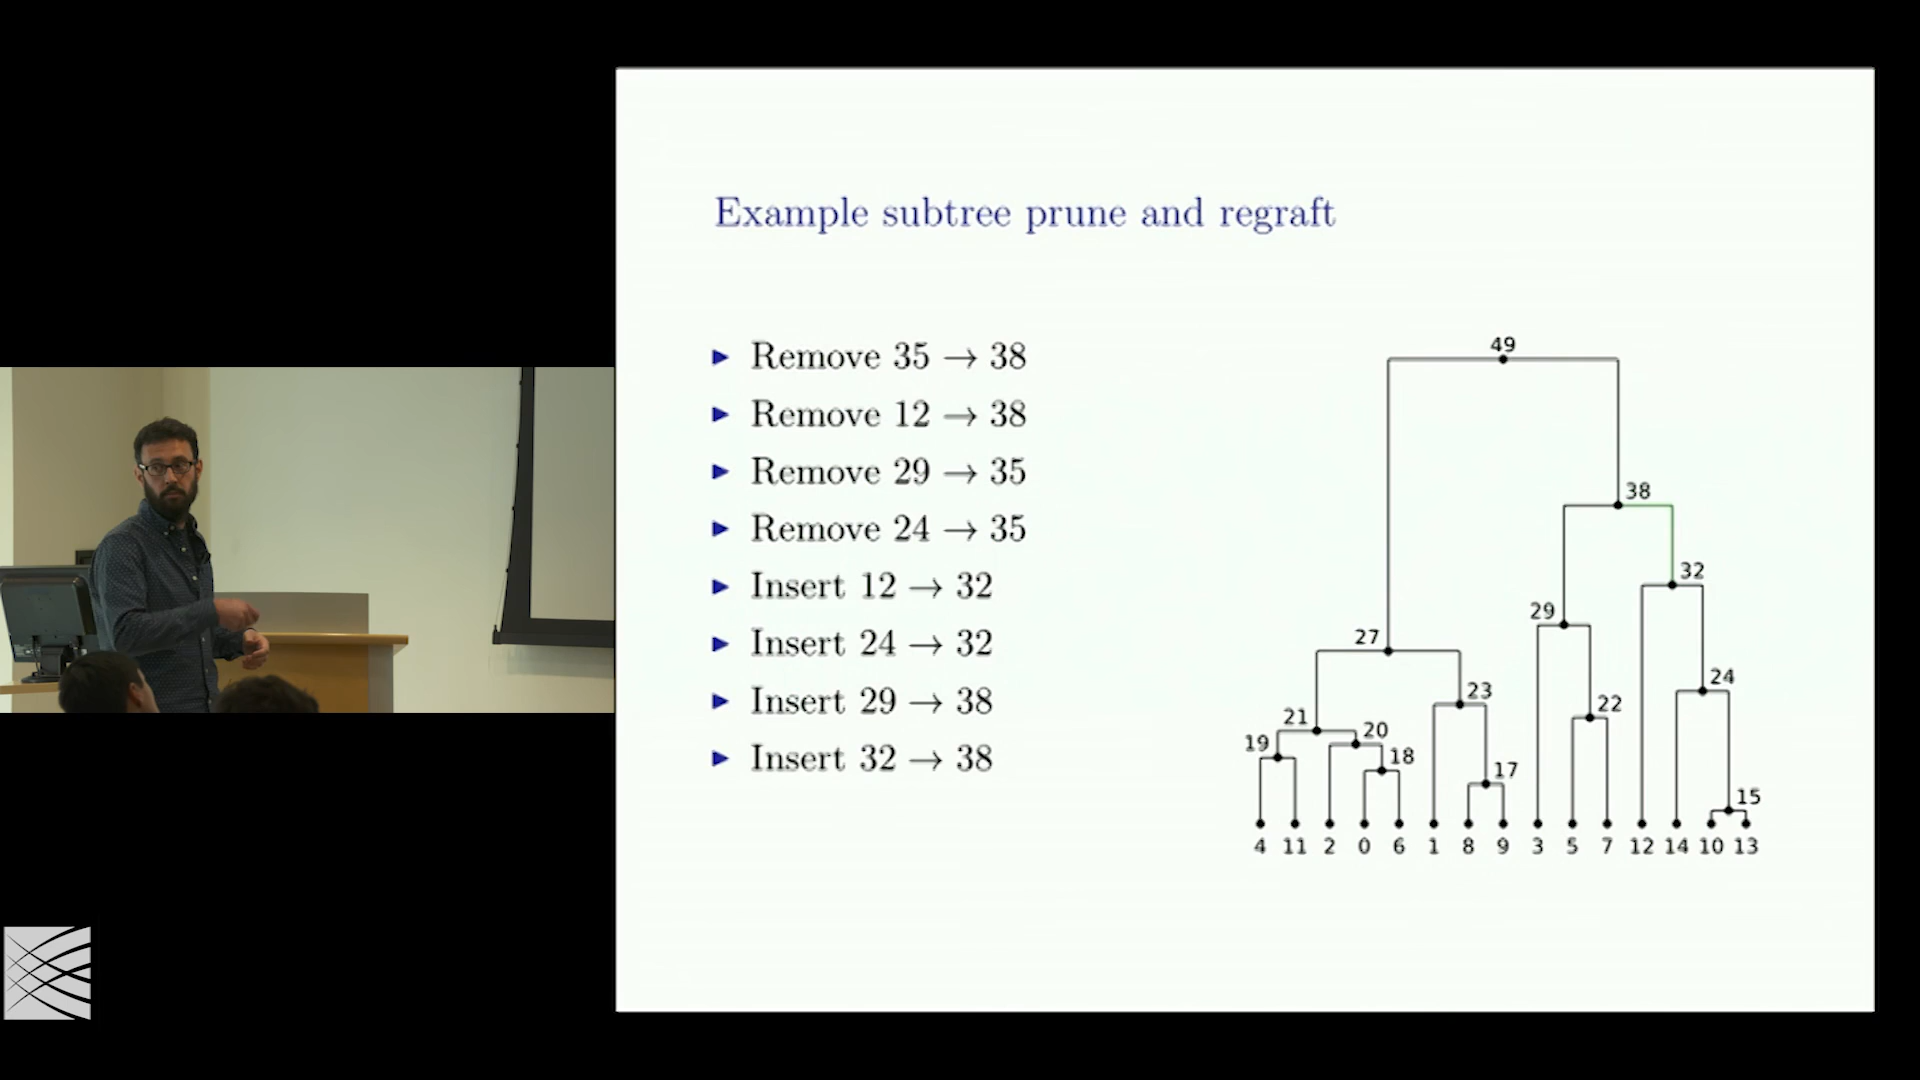 Example subtree prune and regraft
▶ Remove 35 → 38
▶ Remove 12 → 38
▶ Remove 29 → 35
▶ Remove 24 → 35
▶ Insert 12 → 32
▶ Insert 24 → 32
▶ Insert 29 → 38
▶ Insert 32 → 38
49
38
32
29
27
24
23
22
21
20
19
18
17
15
4 11 2 0 6 1 8 9 3 5 7 12 14 10 13